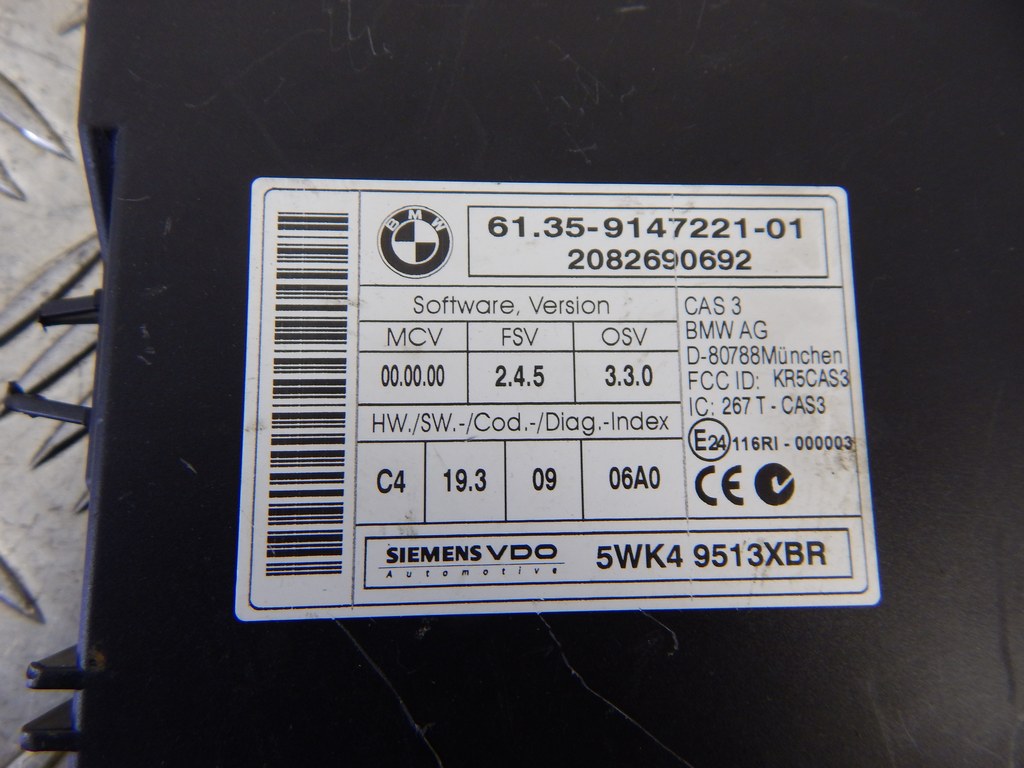 BMW
61.35-9147221-01
2082690692
Software, Version
MCV FSV OSV
00.00.00 2.4.5 3.3.0
HW./SW.-/Cod.-/Diag.-Index
C4 19.3 09 06A0
CAS 3
BMW AG
D-80788München
FCC ID: KR5CAS3
IC: 267 T - CAS3
E24 116RI - 000003
CE
SIEMENS VDO
Automotive
5WK4 9513XBR